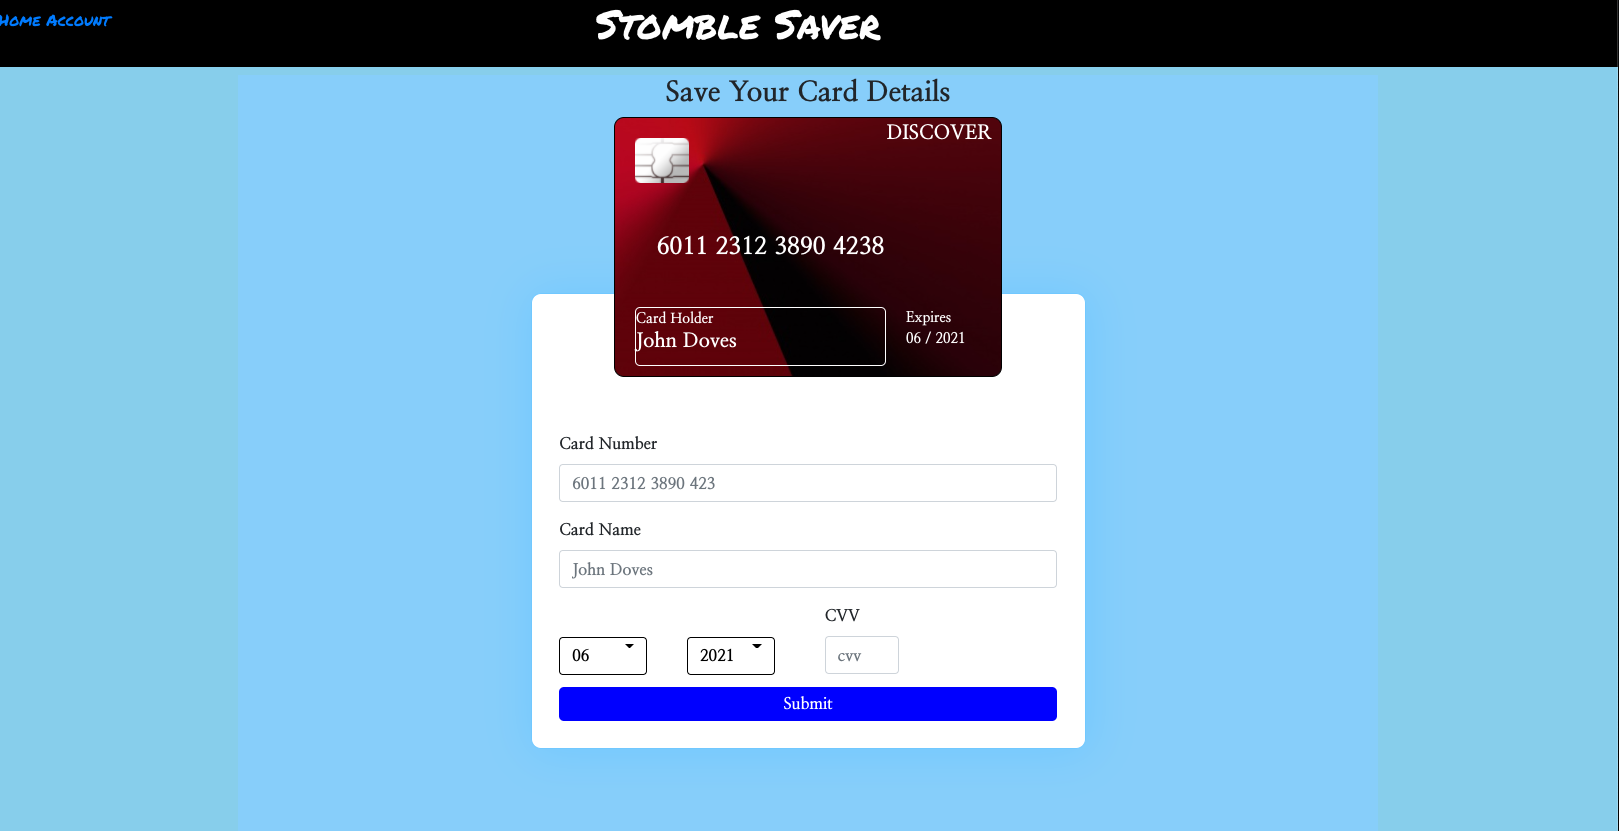 Home Account
Stomble Saver
Save Your Card Details
DISCOVER
6011 2312 3890 4238
Card Holder
John Doves
Expires
06 / 2021
Card Number
6011 2312 3890 423
Card Name
John Doves
CVV
06
2021
cvv
Submit